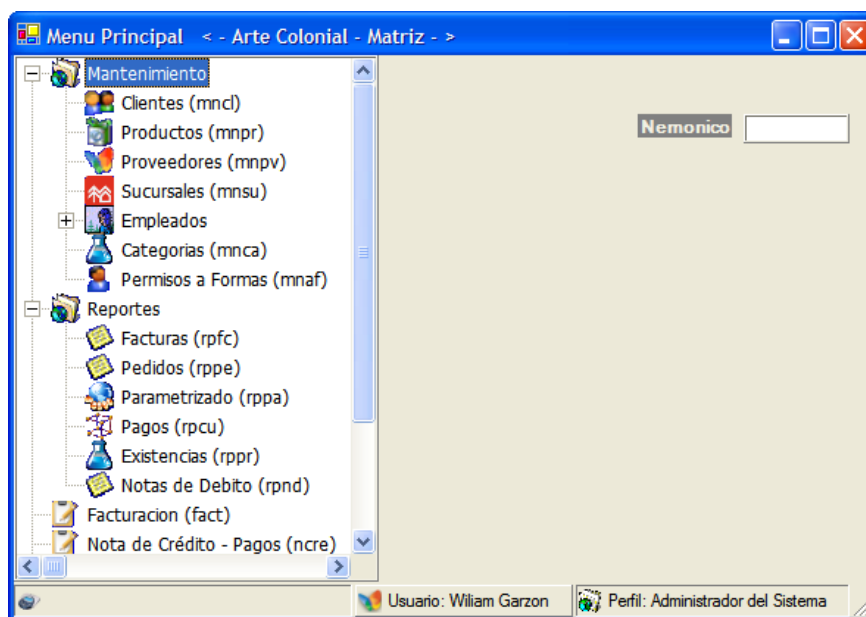 Menu Principal < - Arte Colonial - Matriz - >
Mantenimiento
Clientes (mncl)
Productos (mnpr)
Proveedores (mnpv)
Sucursales (mnsu)
Empleados
Categorias (mnca)
Permisos a Formas (mnaf)
Reportes
Facturas (rpfc)
Pedidos (rppe)
Parametrizado (rppa)
Pagos (rpcu)
Existencias (rppr)
Notas de Debito (rpnd)
Facturacion (fact)
Nota de Crédito - Pagos (ncre)
Nemonico
Usuario: Wiliam Garzon
Perfil: Administrador del Sistema